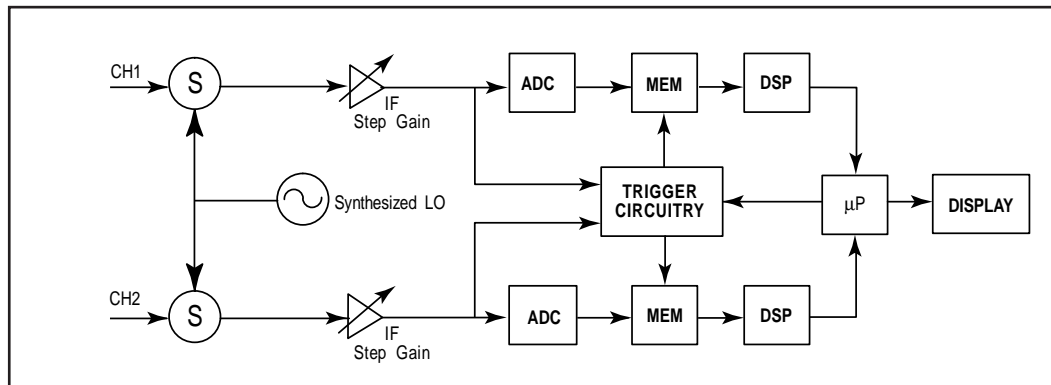 CH1
S
IF
Step Gain
ADC
MEM
DSP
Synthesized LO
TRIGGER
CIRCUITRY
µP
DISPLAY
CH2
S
IF
Step Gain
ADC
MEM
DSP